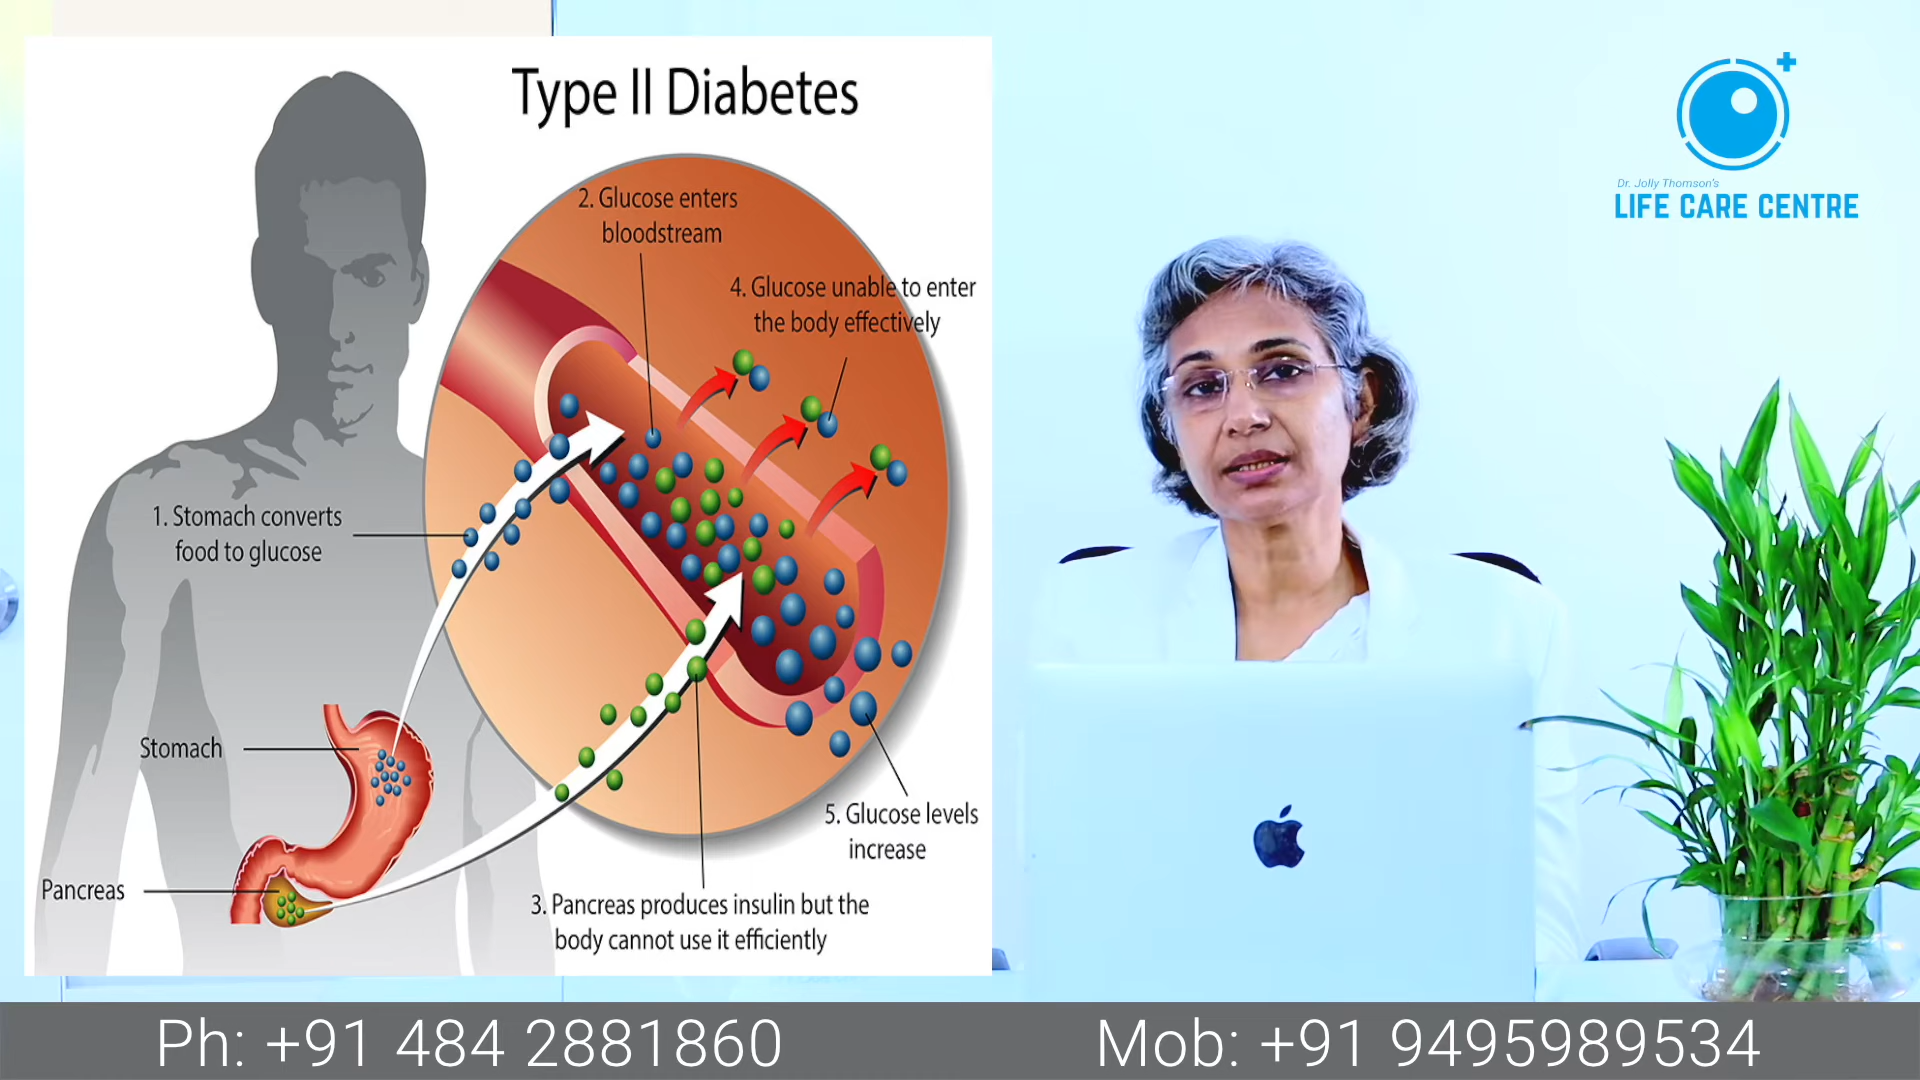 Type II Diabetes
2. Glucose enters
bloodstream
4. Glucose unable to enter
the body effectively
1. Stomach converts
food to glucose
Stomach
Pancreas
5. Glucose levels
increase
3. Pancreas produces insulin but the
body cannot use it efficiently
Dr. Jolly Thomson's
LIFE CARE CENTRE
Ph: +91 484 2881860
Mob: +91 9495989534